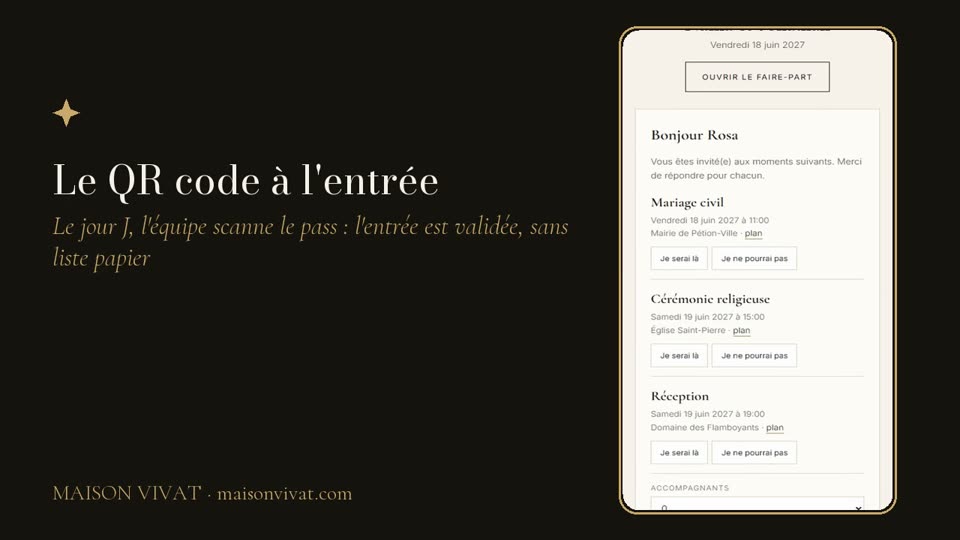 Le QR code à l'entrée
Le jour J, l'équipe scanne le pass : l'entrée est validée, sans
liste papier
MAISON VIVAT · maisonvivat.com
Vendredi 18 juin 2027
OUVRIR LE FAIRE-PART
Bonjour Rosa
Vous êtes invité(e) aux moments suivants. Merci
de répondre pour chacun.
Mariage civil
Vendredi 18 juin 2027 à 11:00
Mairie de Pétion-Ville · plan
Je serai là Je ne pourrai pas
Cérémonie religieuse
Samedi 19 juin 2027 à 15:00
Église Saint-Pierre · plan
Je serai là Je ne pourrai pas
Réception
Samedi 19 juin 2027 à 19:00
Domaine des Flamboyants · plan
Je serai là Je ne pourrai pas
ACCOMPAGNANTS
0